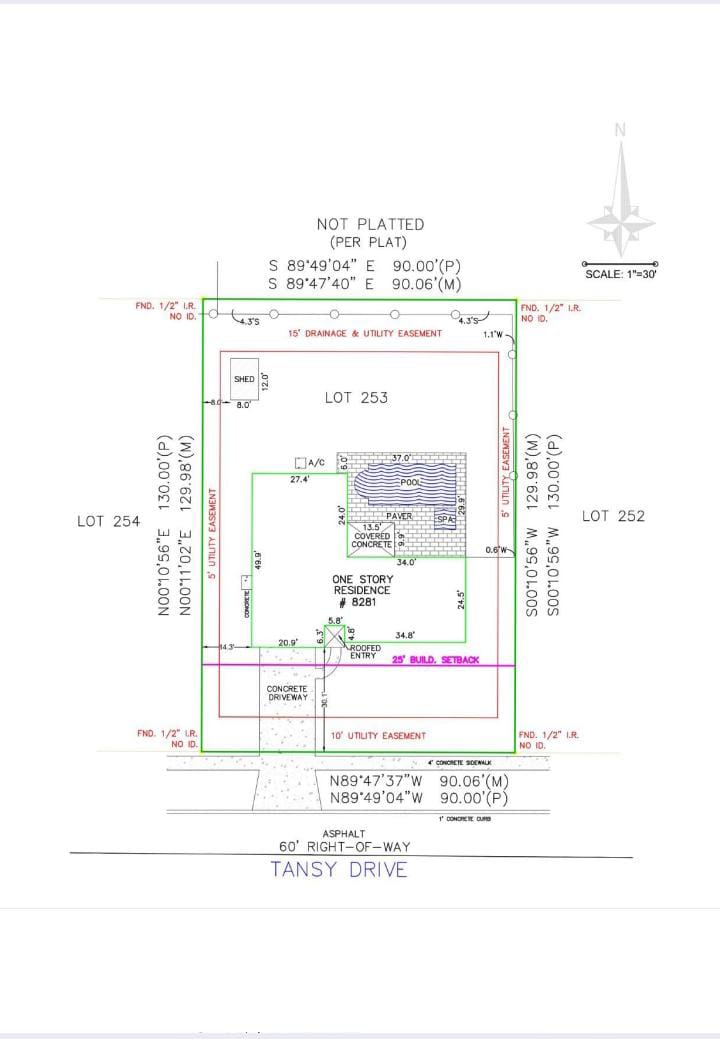 N
NOT PLATTED
(PER PLAT)
S 89°49'04" E 90.00'(P)
S 89°47'40" E 90.06'(M)
SCALE: 1"=30'
FND. 1/2" I.R.
NO ID.
FND. 1/2" I.R.
NO ID.
4.3'S
4.3'S
15' DRAINAGE & UTILITY EASEMENT
1.1'W
SHED
12.0'
8.0'
8.0'
LOT 253
A/C
27.4'
6.0'
37.0'
POOL
29.9'
PAVER
SPA
24.0'
13.5'
COVERED
CONCRETE
9.9'
34.0'
0.6'W
LOT 254
N00°10'56"E 130.00'(P)
N00°11'02"E 129.98'(M)
5' UTILITY EASEMENT
49.9'
5' UTILITY EASEMENT
S00°10'56"W 129.98'(M)
S00°10'56"W 130.00'(P)
LOT 252
ONE STORY
RESIDENCE
# 8281
24.5'
CONCRETE
5.8'
6.3'
4.8'
34.8'
20.9'
14.3'
ROOFED
ENTRY
25' BUILD. SETBACK
CONCRETE
DRIVEWAY
30.1'
FND. 1/2" I.R.
NO ID.
10' UTILITY EASEMENT
FND. 1/2" I.R.
NO ID.
4' CONCRETE SIDEWALK
N89°47'37"W 90.06'(M)
N89°49'04"W 90.00'(P)
1' CONCRETE CURB
ASPHALT
60' RIGHT-OF-WAY
TANSY DRIVE